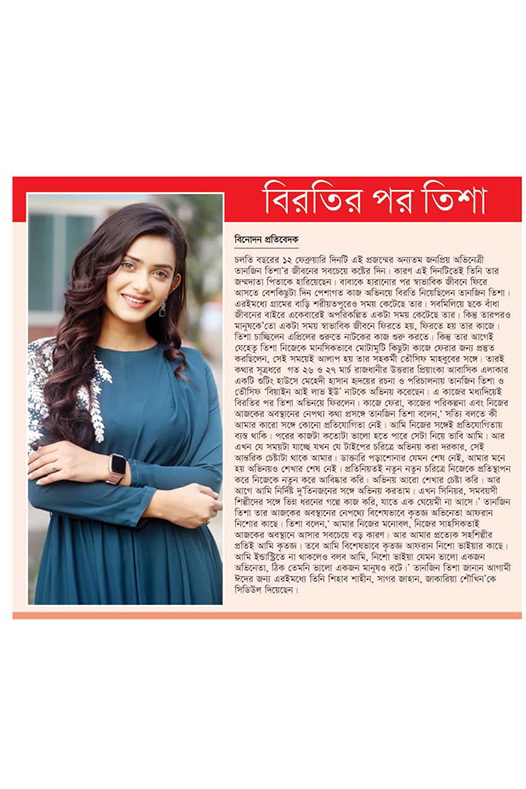 বিরতির পর তিশা
বিনোদন প্রতিবেদক
চলতি বছরের ১২ ফেব্রুয়ারি দিনটি এই প্রজন্মের অন্যতম জনপ্রিয় অভিনেত্রী
তানজিন তিশা'র জীবনের সবচেয়ে কষ্টের দিন। কারণ এই দিনটিতেই তিনি তার
জন্মদাতা পিতাকে হারিয়েছেন। বাবাকে হারানোর পর স্বাভাবিক জীবনে ফিরে
আসতে বেশকিছুটা দিন পেশাগত কাজ অভিনয়ে বিরতি নিয়েছিলেন তানজিন তিশা।
এরইমধ্যে গ্রামের বাড়ি শরীয়তপুরেও সময় কেটেছে তার। সবমিলিয়ে ছকে বাঁধা
জীবনের বাইরে একেবারেই অপরিকল্পিত একটা সময় কেটেছে তার। কিন্তু তারপরও
মানুষকে'তো একটা সময় স্বাভাবিক জীবনে ফিরতে হয়, ফিরতে হয় তার কাজে।
তিশা চাচ্ছিলেন এপ্রিলের শুরুতে নাটকের কাজ শুরু করতে। কিন্তু তার আগেই
যেহেতু তিশা নিজেকে মানসিকভাবে মোটামুটি কিছুটা কাজে ফেরার জন্য প্রস্তুত
করছিলেন, সেই সময়েই আলাপ হয় তার সহকর্মী তৌসিফ মাহবুবের সঙ্গে। তারই
কথার সূত্রধরে গত ২৬ ও ২৭ মার্চ রাজধানীর উত্তরার প্রিয়াংকা আবাসিক এলাকার
একটি শুটিং হাউসে মেহেদী হাসান হৃদয়ের রচনা ও পরিচালনায় তানজিন তিশা ও
তৌসিফ 'বিয়াইন আই লাভ ইউ' নাটকে অভিনয় করেছেন। এ কাজের মধ্যদিয়েই
বিরতির পর তিশা অভিনয়ে ফিরলেন। কাজে ফেরা, কাজের পরিকল্পনা এবং নিজের
আজকের অবস্থানের নেপথ্য কথা প্রসঙ্গে তানজিন তিশা বলেন,' সত্যি বলতে কী
আমার কারো সঙ্গে কোনো প্রতিযোগিতা নেই। আমি নিজের সঙ্গেই প্রতিযোগিতায়
ব্যস্ত থাকি। পরের কাজটা কতোটা ভালো হতে পারে সেটা নিয়ে ভাবি আমি। আর
এখন যে সময়টা যাচ্ছে যখন যে টাইপের চরিত্রে অভিনয় করা দরকার, সেই
আন্তরিক চেষ্টাটা থাকে আমার। ডাক্তারি পড়াশোনার যেমন শেষ নেই, আমার মনে
হয় অভিনয়ও শেখার শেষ নেই। প্রতিনিয়তই নতুন নতুন চরিত্রে নিজেকে প্রতিস্থাপন
করে নিজেকে নতুন করে আবিষ্কার করি। অভিনয় আরো শেখার চেষ্টা করি। আর
আগে আমি নির্দিষ্ট দু'তিনজনের সঙ্গে অভিনয় করতাম। এখন সিনিয়র, সমবয়সী
শিল্পীদের সঙ্গে ভিন্ন ধরনের গল্পে কাজ করি, যাতে এক ঘেয়েমী না আসে।' তানজিন
তিশা তার আজকের অবস্থানের নেপথ্যে বিশেষভাবে কৃতজ্ঞ অভিনেতা আফরান
নিশোর কাছে। তিশা বলেন,' আমার নিজের মনোবল, নিজের সাহসিকতাই
আজকের অবস্থানে আসার সবচেয়ে বড় কারণ। আর আমার প্রত্যেক সহশিল্পীর
প্রতিই আমি কৃতজ্ঞ। তবে আমি বিশেষভাবে কৃতজ্ঞ আফরান নিশো ভাইয়ার কাছে।
আমি ইন্ডাস্ট্রিতে না থাকলেও বলব আমি, নিশো ভাইয়া যেমন ভালো একজন
অভিনেতা, ঠিক তেমনি ভালো একজন মানুষও বটে।' তানজিন তিশা জানান আগামী
ঈদের জন্য এরইমধ্যে তিনি শিহাব শাহীন, সাগর জাহান, জাকারিয়া শৌখিন'কে
সিডিউল দিয়েছেন।